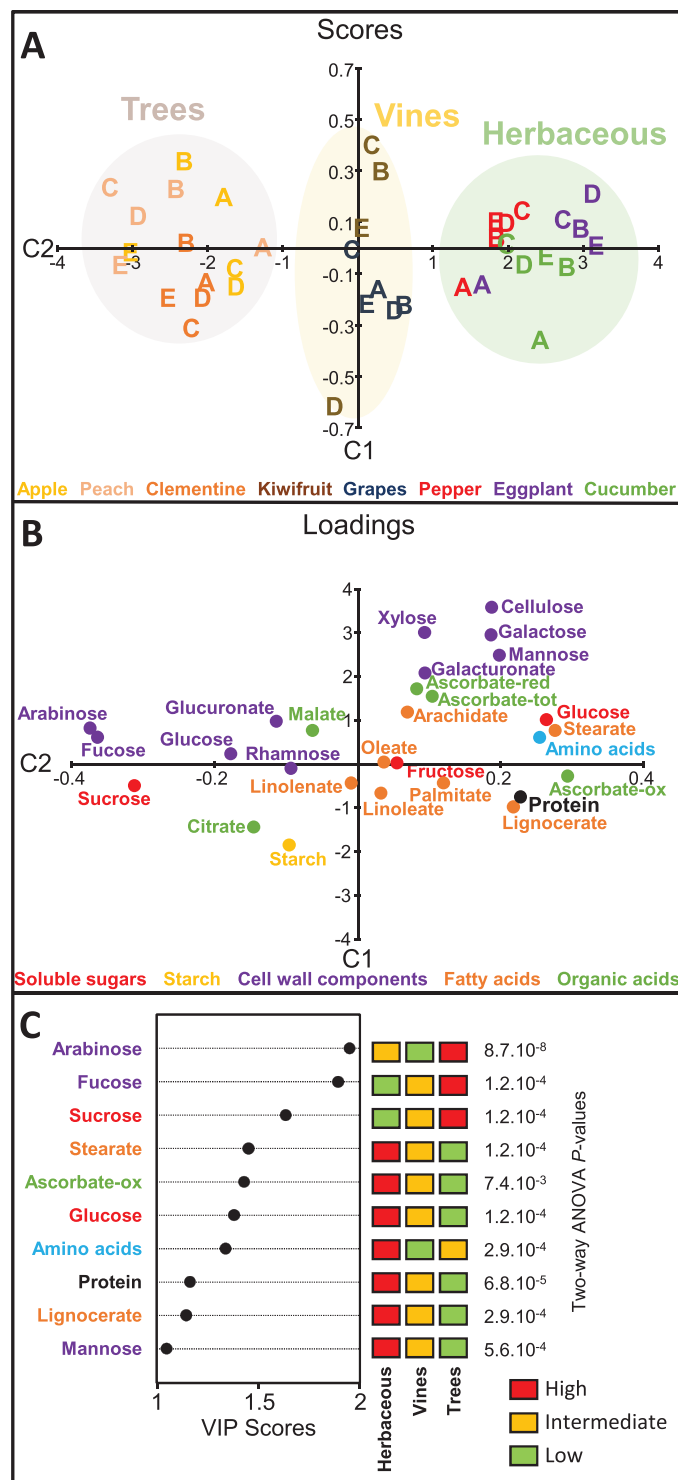 A
Scores
0.7
Trees
Vines
0.5
Herbaceous
C
B
B
0.3
D
C B
A
D
E
C
E
D
0.1
C
B
E
D
B
E
E
B
A
C2
C
C
E
-4 -3 -2 -1 1 2 3 4
E
C
E
D
B
-0.1
A
D
A
A
A
E
D
E
D
B
C
-0.3
A
-0.5
D
-0.7
C1
Apple Peach Clementine Kiwifruit Grapes Pepper Eggplant Cucumber
B
Loadings
4
Cellulose
Xylose
3
Galactose
Mannose
2
Galacturonate
Ascorbate-red
Ascorbate-tot
Arabinose
Glucuronate
Malate
1
Arachidate
Glucose
Stearate
Fucose
Glucose
Rhamnose
Oleate
Amino acids
C2
-0.4 -0.2 0.2 0.4
Fructose
Sucrose
Linolenate
Palmitate
Ascorbate-ox
-1
Linoleate
Protein
Lignocerate
Citrate
Starch
-2
-3
-4
C1
Soluble sugars Starch Cell wall components Fatty acids Organic acids
C
Arabinose 8.7.10-8
Fucose 1.2.10-4
Sucrose 1.2.10-4
Stearate 1.2.10-4
Ascorbate-ox 7.4.10-3
Glucose 1.2.10-4
Amino acids 2.9.10-4
Protein 6.8.10-5
Lignocerate 2.9.10-4
Mannose 5.6.10-4
Two-way ANOVA P-values
1 1.5 2
VIP Scores
Herbaceous
Vines
Trees
High
Intermediate
Low